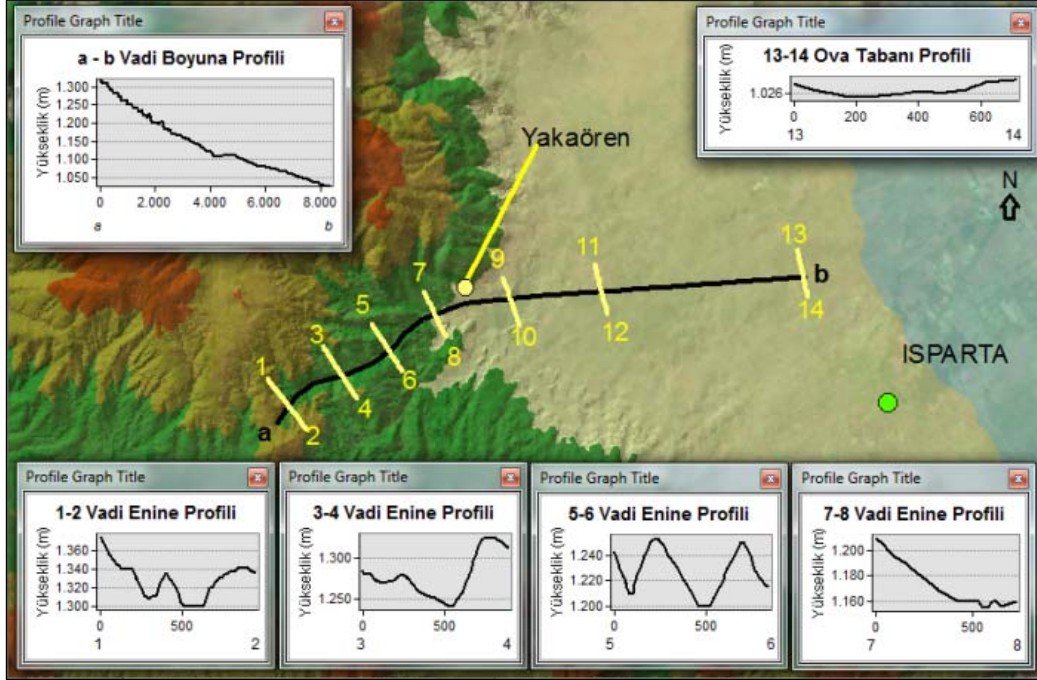 Profile Graph Title
a - b Vadi Boyuna Profili
Yükseklik (m)
1.300
1.250
1.200
1.150
1.100
1.050
0
2.000
4.000
6.000
8.000
a
b
Profile Graph Title
13-14 Ova Tabanı Profili
Yükseklik (m)
1.026
0
200
400
600
13
14
Yakaören
N
13
11
9
b
7
5
14
12
3
10
8
1
6
ISPARTA
4
a
2
Profile Graph Title
1-2 Vadi Enine Profili
Yükseklik (m)
1.360
1.340
1.320
1.300
0
500
1
2
Profile Graph Title
3-4 Vadi Enine Profili
Yükseklik (m)
1.300
1.250
0
500
3
4
Profile Graph Title
5-6 Vadi Enine Profili
Yükseklik (m)
1.240
1.220
1.200
0
500
5
6
Profile Graph Title
7-8 Vadi Enine Profili
Yükseklik (m)
1.200
1.180
1.160
0
500
7
8